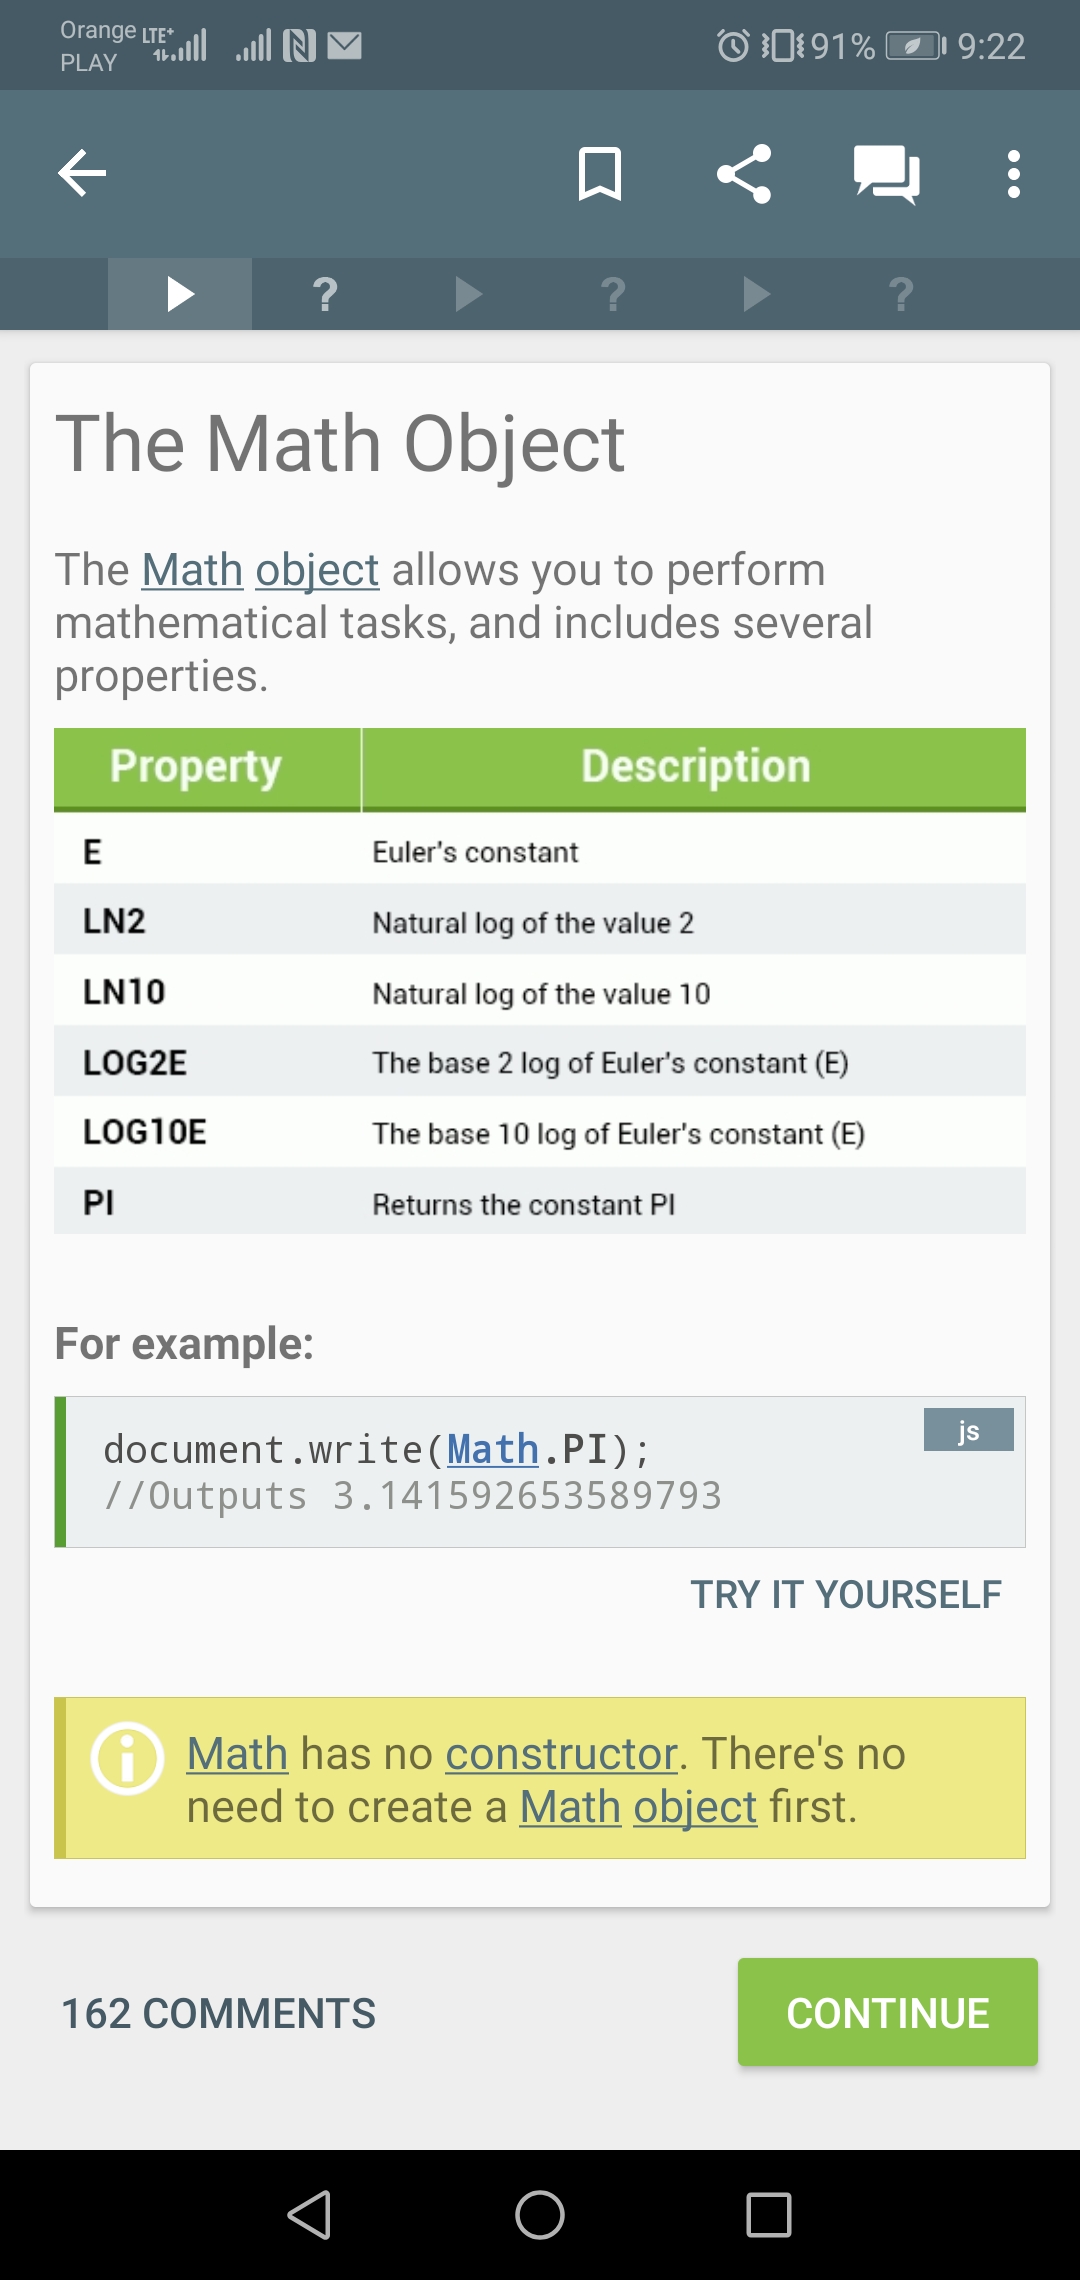 Orange LTE+
PLAY
91% 9:22
? ? ?
The Math Object
The Math object allows you to perform
mathematical tasks, and includes several
properties.
Property Description
E Euler's constant
LN2 Natural log of the value 2
LN10 Natural log of the value 10
LOG2E The base 2 log of Euler's constant (E)
LOG10E The base 10 log of Euler's constant (E)
PI Returns the constant PI
For example:
js
document.write(Math.PI);
//Outputs 3.141592653589793
TRY IT YOURSELF
Math has no constructor. There's no
need to create a Math object first.
162 COMMENTS CONTINUE